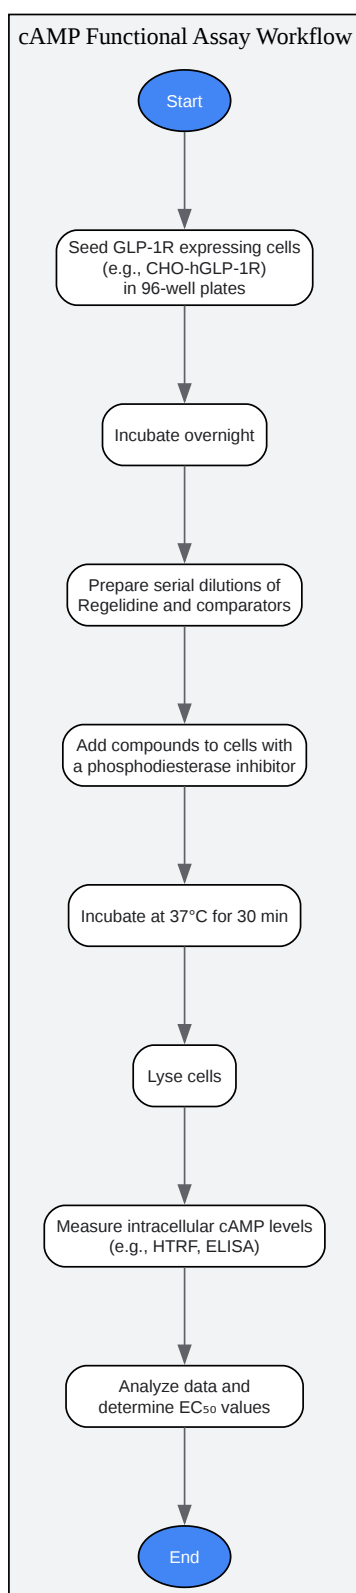 cAMP Functional Assay Workflow
Start
Seed GLP-1R expressing cells
(e.g., CHO-hGLP-1R)
in 96-well plates
Incubate overnight
Prepare serial dilutions of
Regelidine and comparators
Add compounds to cells with
a phosphodiesterase inhibitor
Incubate at 37°C for 30 min
Lyse cells
Measure intracellular cAMP levels
(e.g., HTRF, ELISA)
Analyze data and
determine EC₅₀ values
End